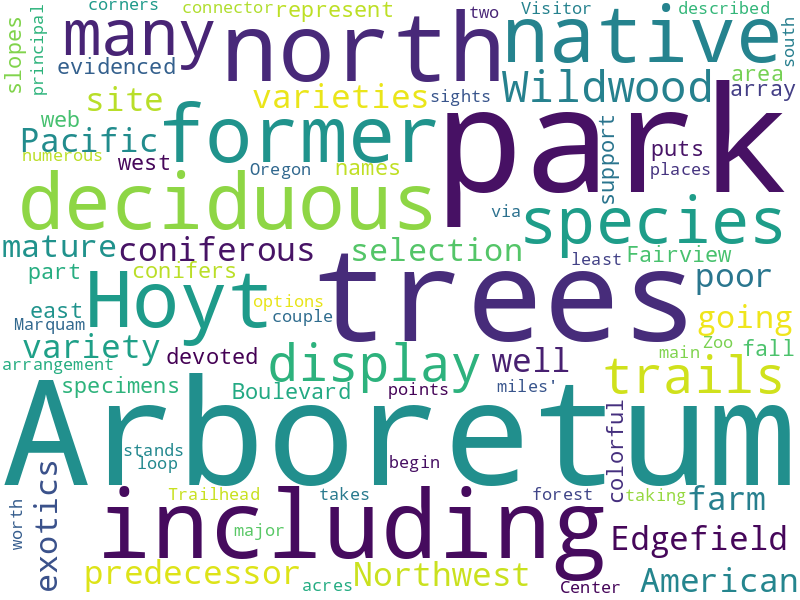 corners connector represent two Visitor described
slopes principal many north native south
evidenced Wildwood area
site varieties sights array
web former park
Pacific support puts
numerous west Oregon names places
deciduous via species
mature coniferous selection least Fairview
part conifers trees poor
east Hoyt options going
Marquam couple
variety devoted display well main Zoo fall
arrangement trails
specimens Boulevard points miles'
Arboretum colorful
stands loop begin
exotics Trailhead takes forest taking farm
worth including major Edgefield
predecessor Northwest
acres Center American